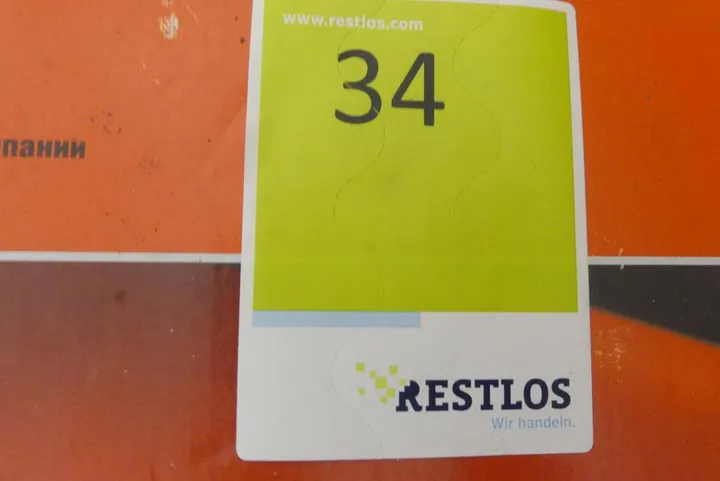 www.restlos.com
34
пании
RESTLOS
Wir handeln.